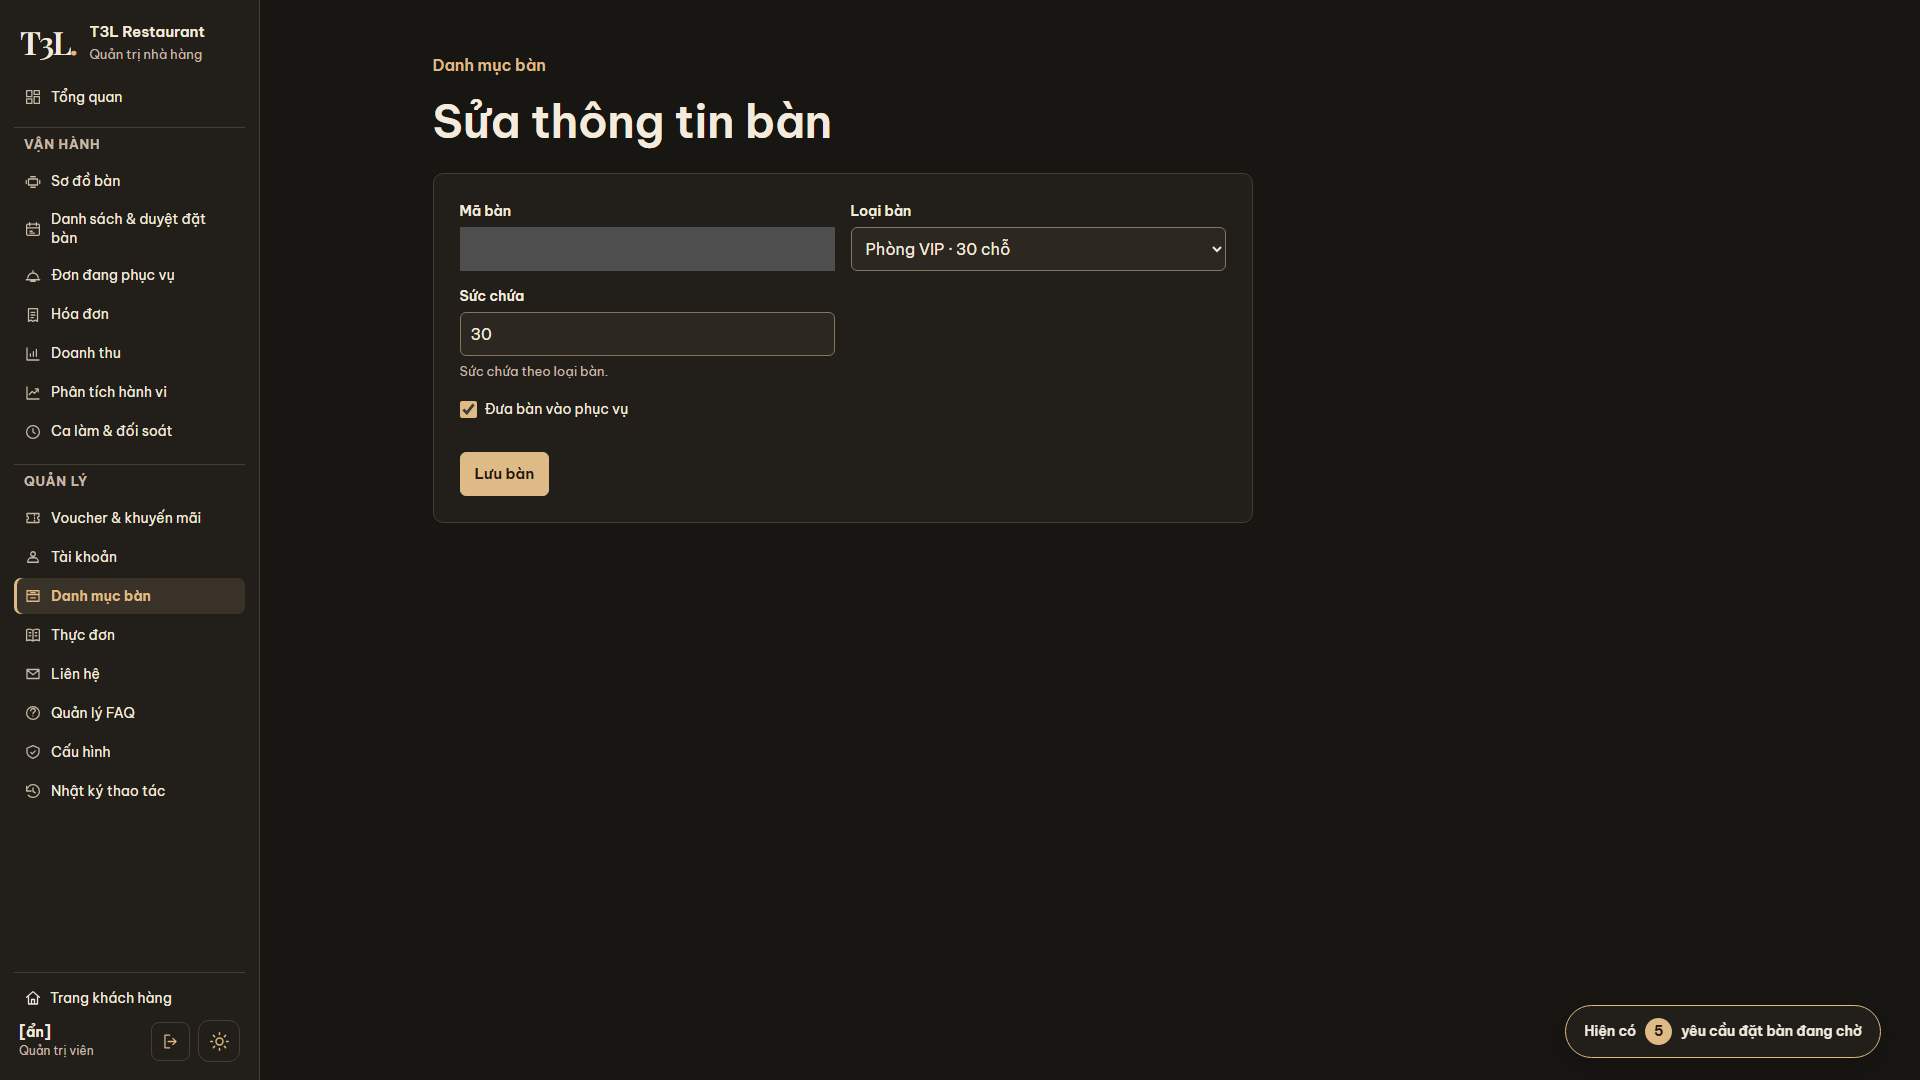 T3L.
T3L Restaurant
Quản trị nhà hàng
Tổng quan
VẬN HÀNH
Sơ đồ bàn
Danh sách & duyệt đặt
bàn
Đơn đang phục vụ
Hóa đơn
Doanh thu
Phân tích hành vi
Ca làm & đối soát
QUẢN LÝ
Voucher & khuyến mãi
Tài khoản
Danh mục bàn
Thực đơn
Liên hệ
Quản lý FAQ
Cấu hình
Nhật ký thao tác
Trang khách hàng
[ẩn]
Quản trị viên
Danh mục bàn
Sửa thông tin bàn
Mã bàn
Loại bàn
Phòng VIP · 30 chỗ
Sức chứa
30
Sức chứa theo loại bàn.
Đưa bàn vào phục vụ
Lưu bàn
Hiện có 5 yêu cầu đặt bàn đang chờ